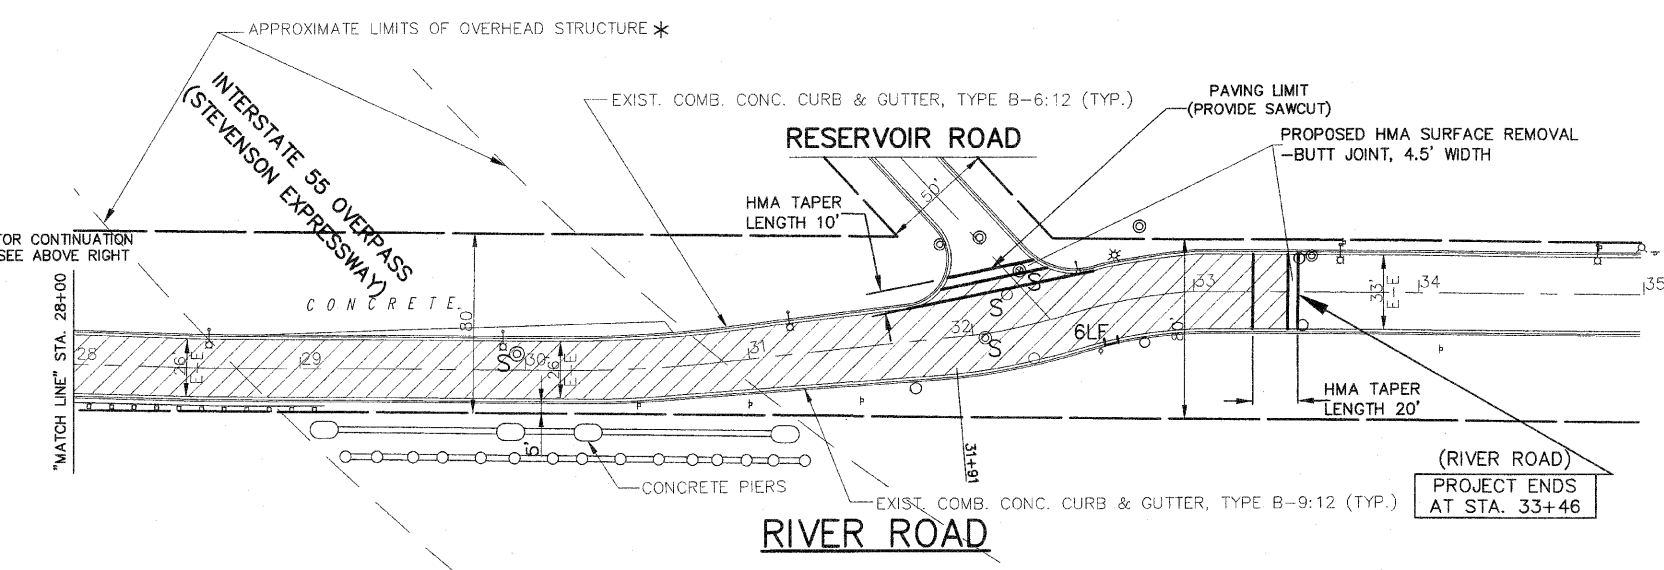 APPROXIMATE LIMITS OF OVERHEAD STRUCTURE *
INTERSTATE 55 OVERPASS
(STEVENSON EXPRESSWAY)
EXIST. COMB. CONC. CURB & GUTTER, TYPE B-6:12 (TYP.)
PAVING LIMIT
(PROVIDE SAWCUT)
RESERVOIR ROAD
PROPOSED HMA SURFACE REMOVAL
-BUTT JOINT, 4.5' WIDTH
50'
HMA TAPER
LENGTH 10'
FOR CONTINUATION
SEE ABOVE RIGHT
"MATCH LINE" STA. 28+00
CONCRETE
80
28
26'
E-E
29
S
30
26'
E-E
31
32
S
S
S
6LF
33
80'
33'
E-E
34
35
HMA TAPER
LENGTH 20'
5'
31+91
CONCRETE PIERS
EXIST. COMB. CONC. CURB & GUTTER, TYPE B-9:12 (TYP.)
(RIVER ROAD)
PROJECT ENDS
AT STA. 33+46
RIVER ROAD